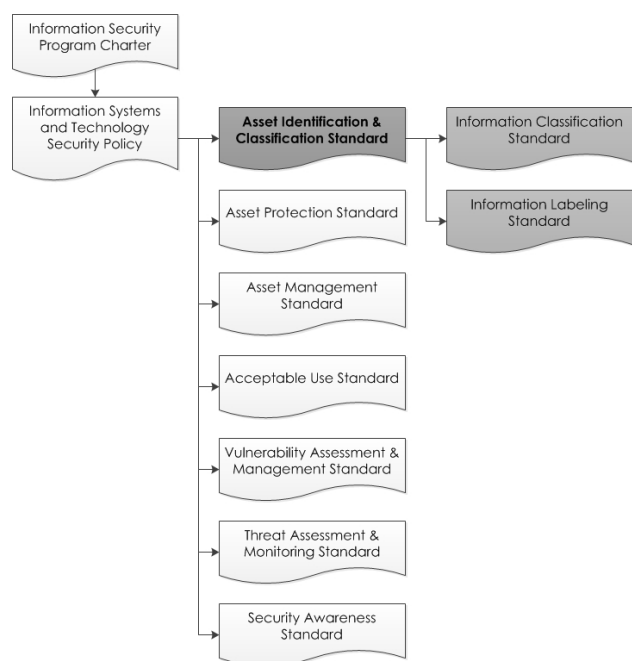 Information Security
Program Charter
Information Systems
and Technology
Security Policy
Asset Identification &
Classification Standard
Information Classification
Standard
Information Labeling
Standard
Asset Protection Standard
Asset Management
Standard
Acceptable Use Standard
Vulnerability Assessment &
Management Standard
Threat Assessment &
Monitoring Standard
Security Awareness
Standard